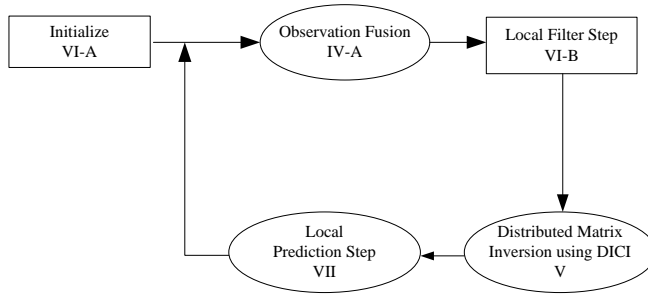 Initialize
VI-A
Observation Fusion
IV-A
Local Filter Step
VI-B
Local
Prediction Step
VII
Distributed Matrix
Inversion using DICI
V